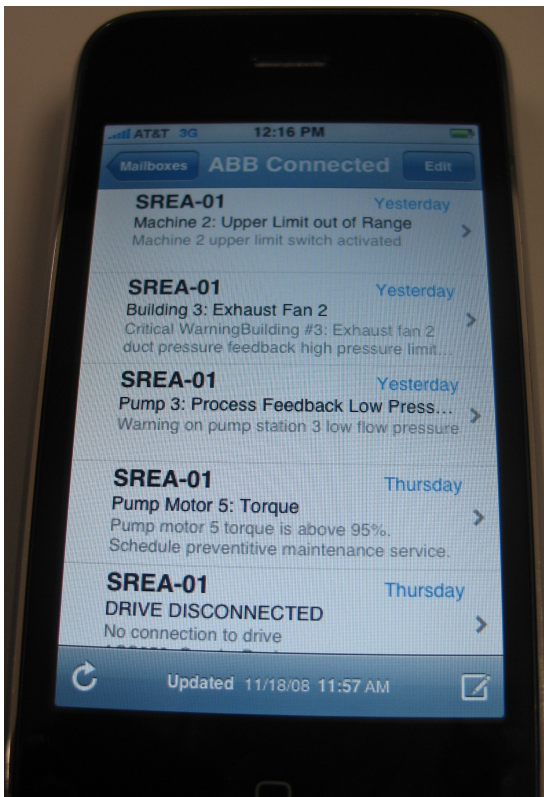 AT&T 3G 12:16 PM
Mailboxes ABB Connected Edit
SREA-01 Yesterday
Machine 2: Upper Limit out of Range
Machine 2 upper limit switch activated
SREA-01 Yesterday
Building 3: Exhaust Fan 2
Critical WarningBuilding #3: Exhaust fan 2
duct pressure feedback high pressure limit...
SREA-01 Yesterday
Pump 3: Process Feedback Low Press...
Warning on pump station 3 low flow pressure
SREA-01 Thursday
Pump Motor 5: Torque
Pump motor 5 torque is above 95%.
Schedule preventitive maintenance service.
SREA-01 Thursday
DRIVE DISCONNECTED
No connection to drive
Updated 11/18/08 11:57 AM